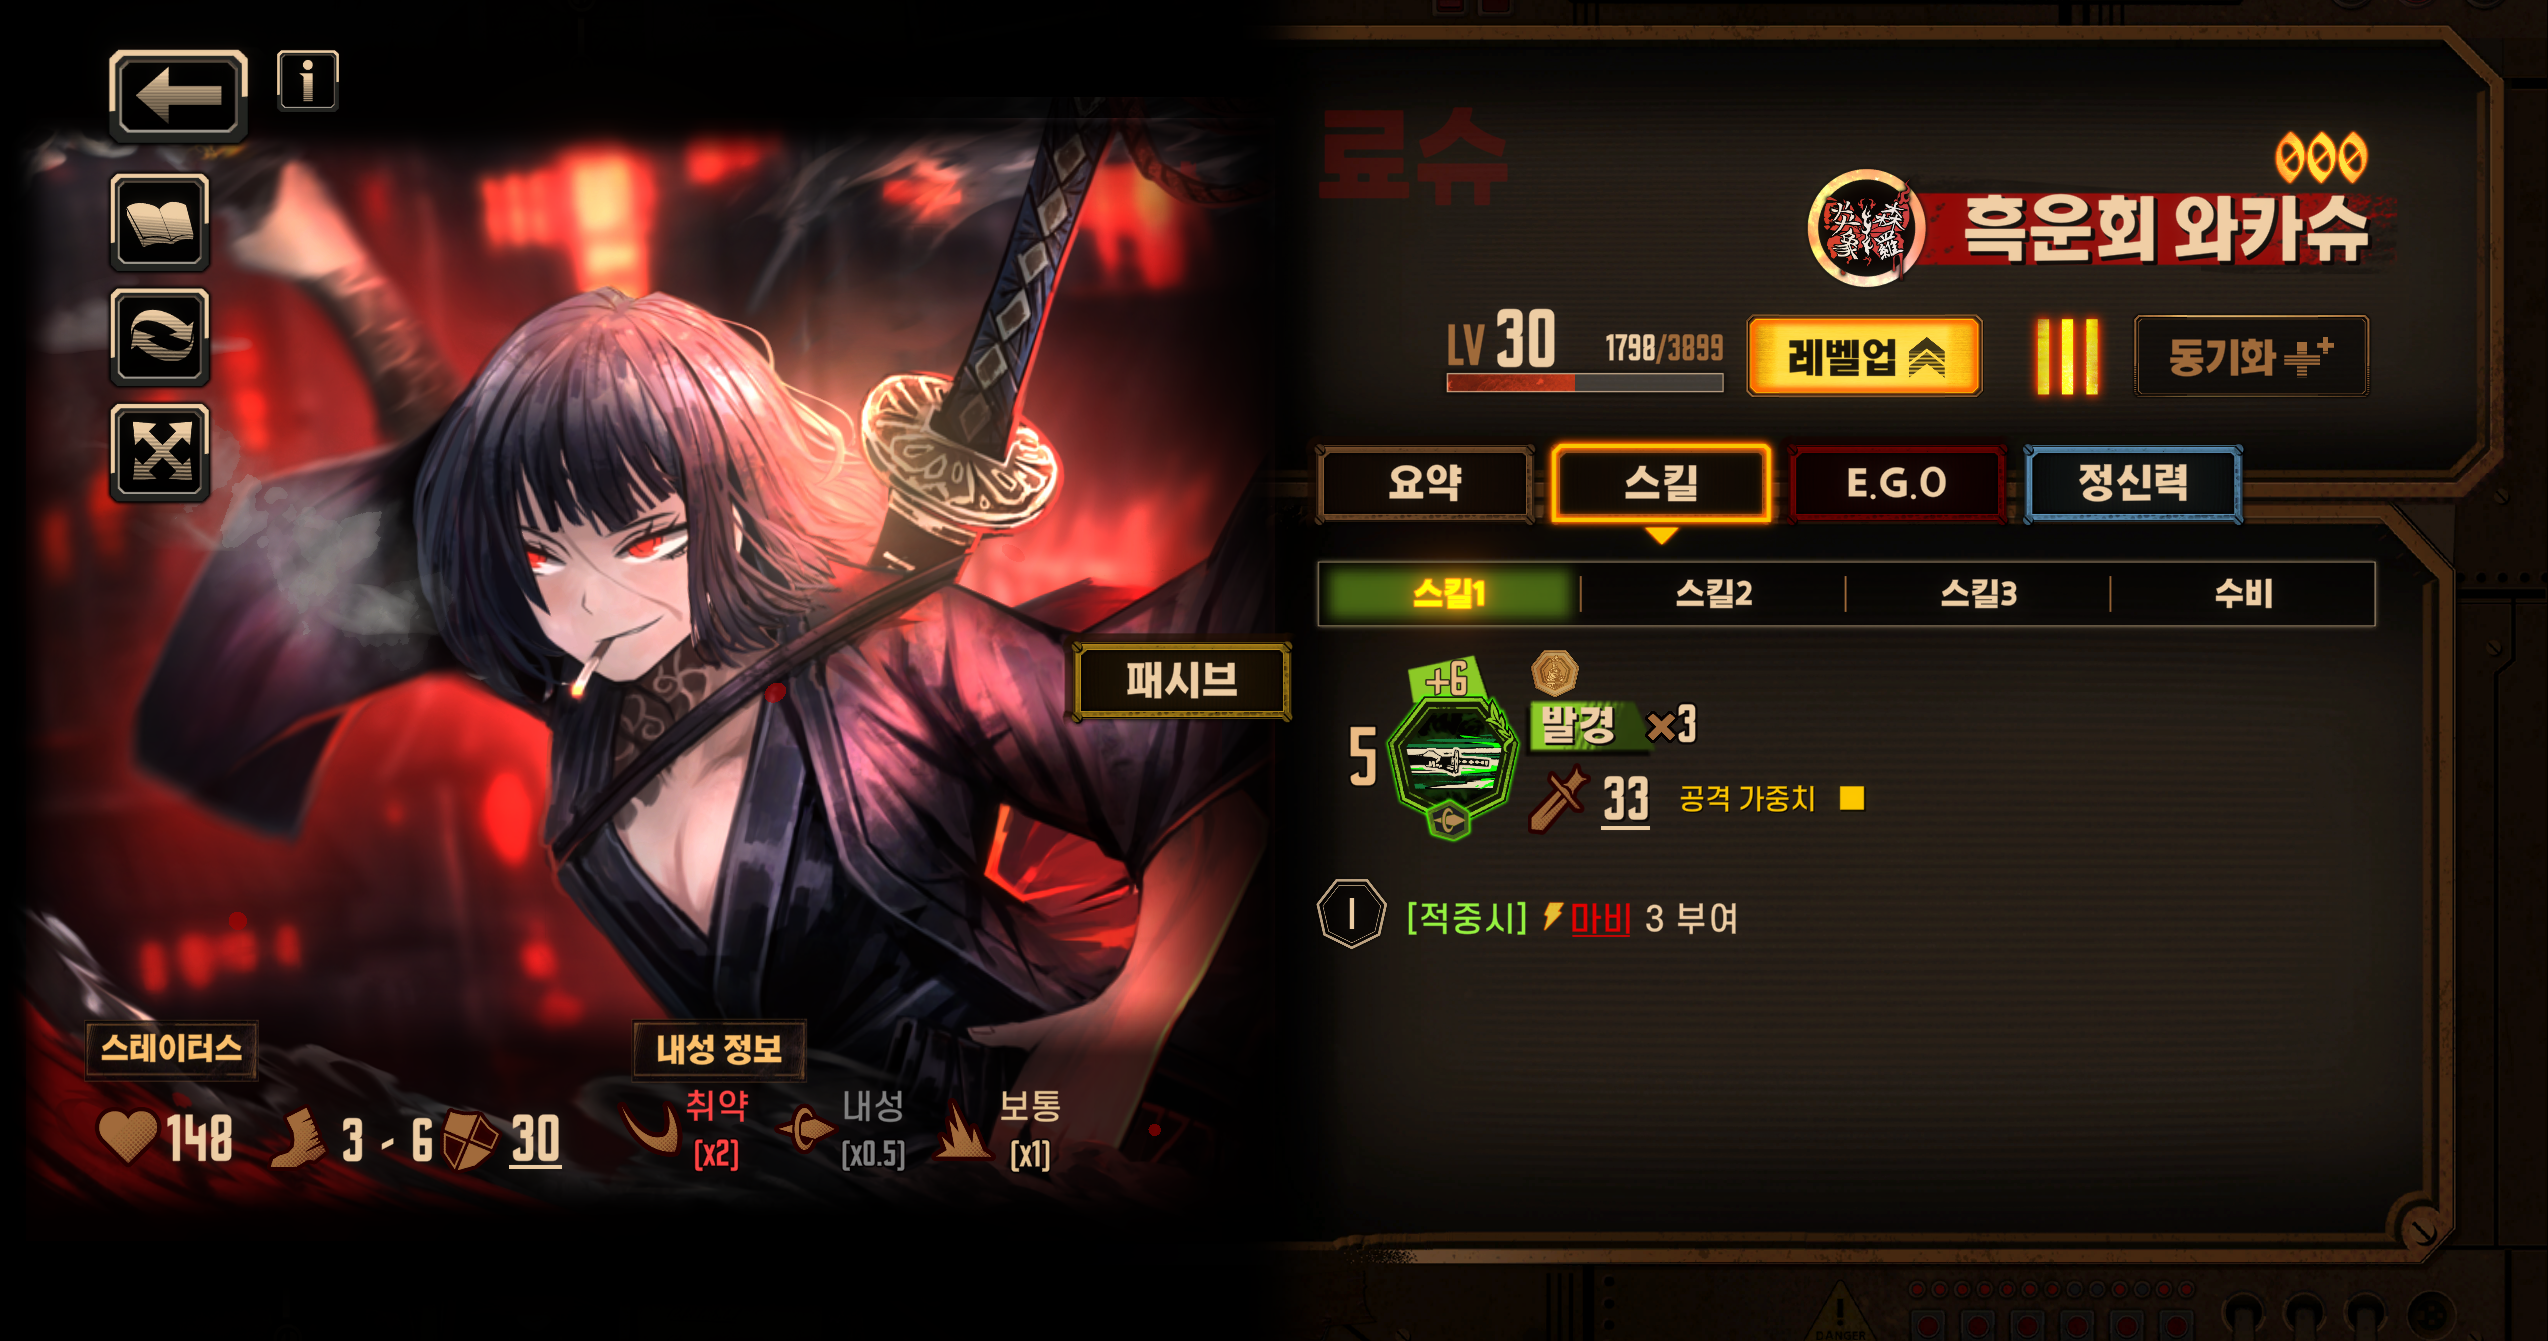 료슈
흑운회 와카슈
LV 30
1798/3899
레벨업
동기화
요약
스킬
E.G.O
정신력
스킬1
스킬2
스킬3
수비
패시브
+6
5
발경 ×3
33 공격 가중치
[적중시] 마비 3 부여
스테이터스
148
3 - 6
30
내성 정보
취약
[x2]
내성
[x0.5]
보통
[x1]
DANGER